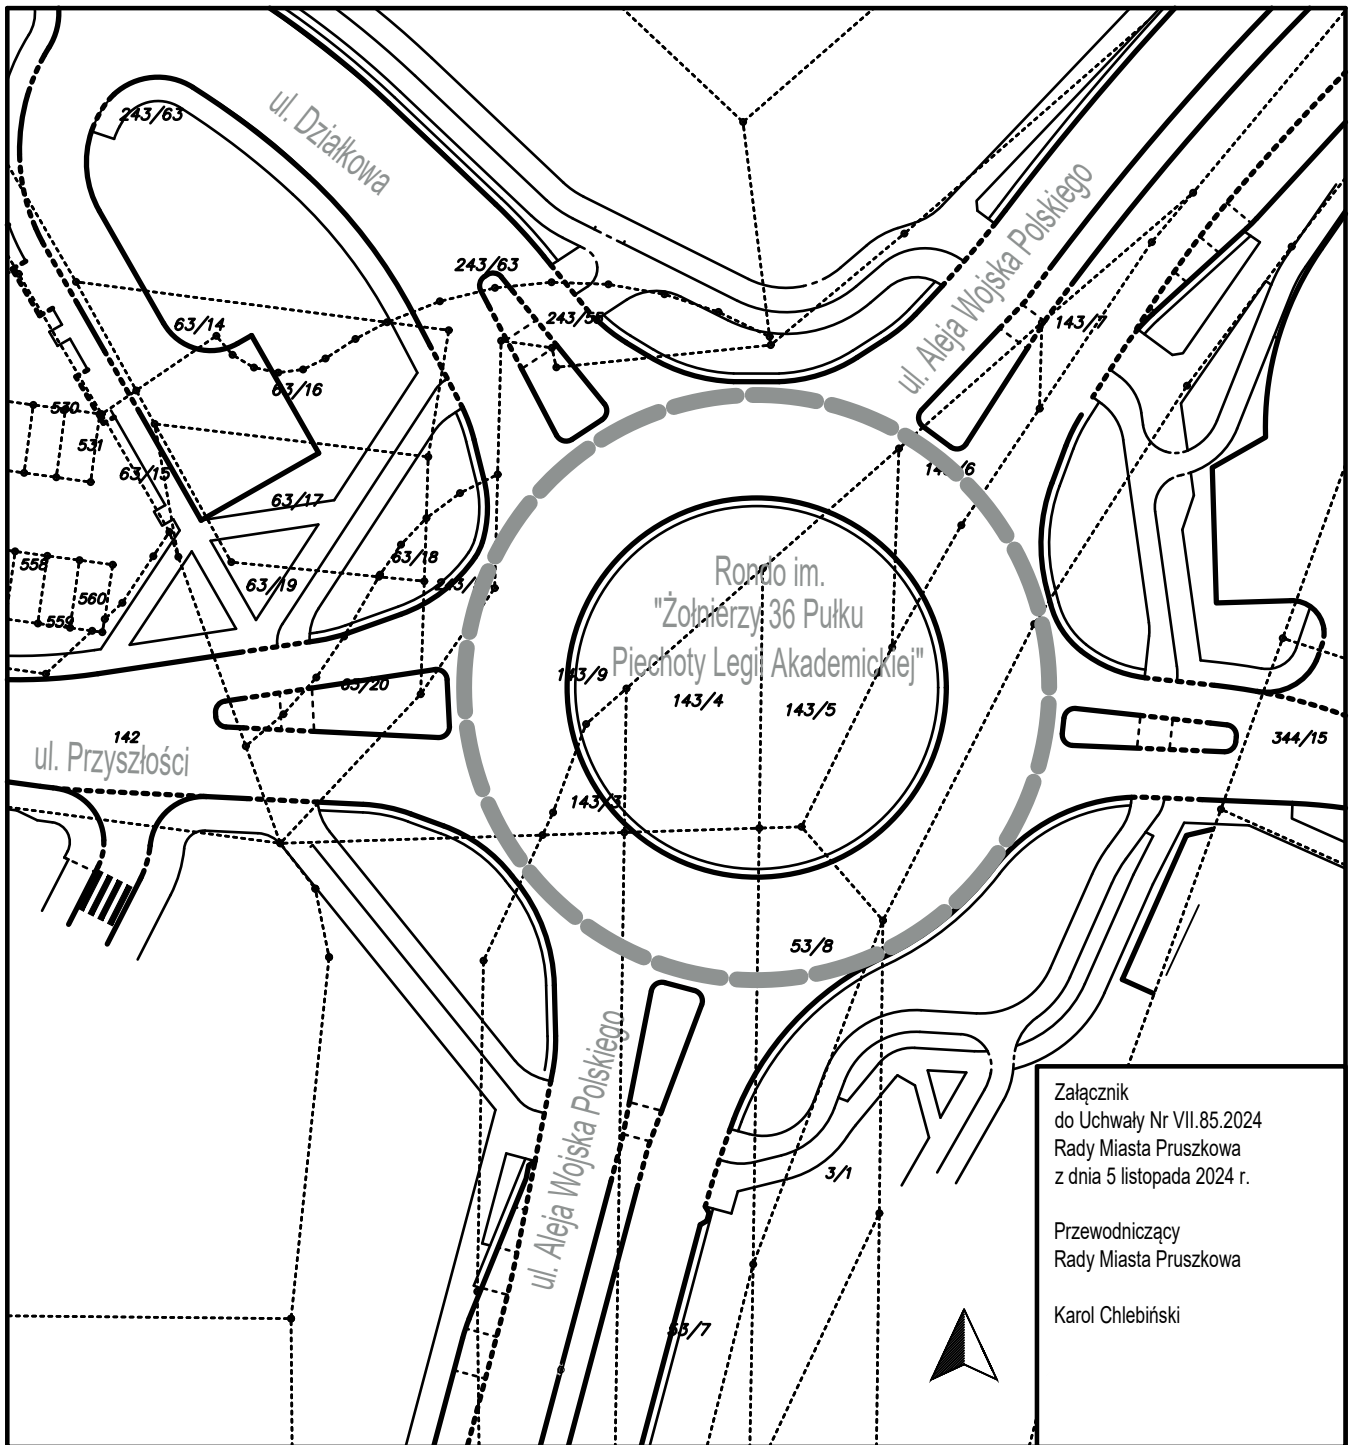 243/63
ul. Działkowa
ul. Aleja Wojska Polskiego
243/63
243/55
143/7
63/14
63/16
530
531
63/15
63/17
143/6
558
559
560
63/18
63/19
243/
Rondo im.
"Żołnierzy 36 Pułku
Piechoty Legii Akademickiej"
143/9
143/4
143/5
63/20
142
ul. Przyszłości
344/15
143/3
53/8
ul. Aleja Wojska Polskiego
3/1
53/7
Załącznik
do Uchwały Nr VII.85.2024
Rady Miasta Pruszkowa
z dnia 5 listopada 2024 r.
Przewodniczący
Rady Miasta Pruszkowa
Karol Chlebiński